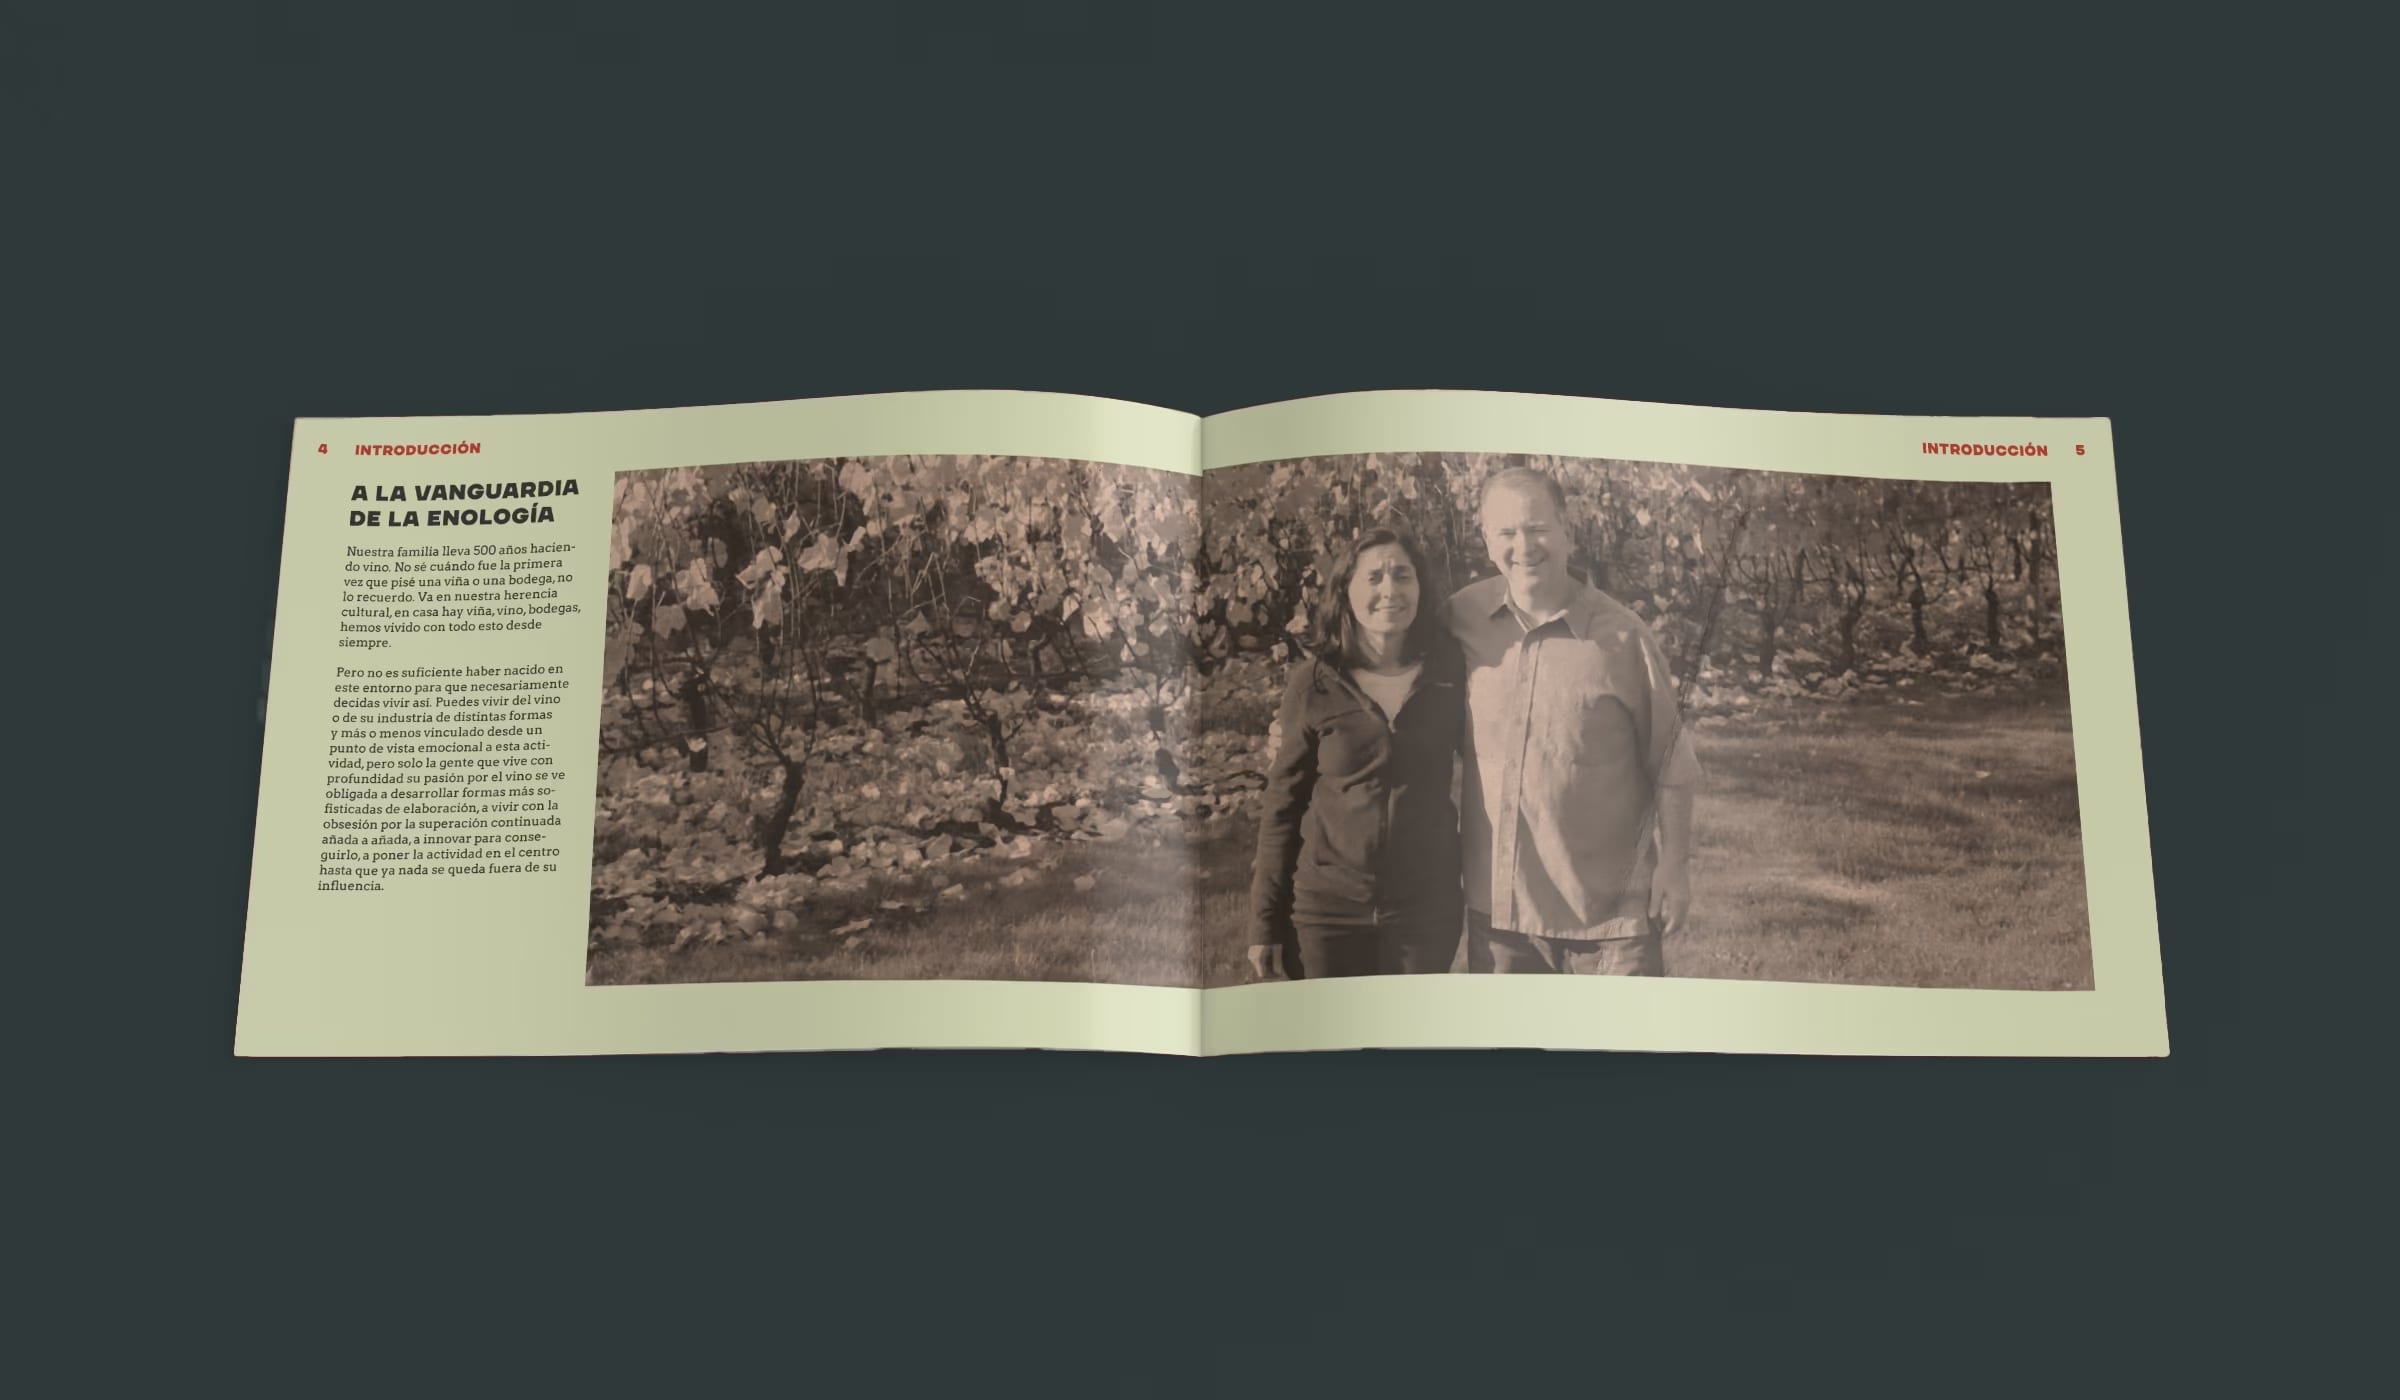 4 INTRODUCCIÓN
A LA VANGUARDIA
DE LA ENOLOGÍA
Nuestra familia lleva 500 años hacien-
do vino. No sé cuándo fue la primera
vez que pisé una viña o una bodega, no
lo recuerdo. Va en nuestra herencia
cultural, en casa hay viña, vino, bodegas,
hemos vivido con todo esto desde
siempre.
Pero no es suficiente haber nacido en
este entorno para que necesariamente
decidas vivir así. Puedes vivir del vino
o de su industria de distintas formas
y más o menos vinculado desde un
punto de vista emocional a esta acti-
vidad, pero solo la gente que vive con
profundidad su pasión por el vino se ve
obligada a desarrollar formas más so-
fisticadas de elaboración, a vivir con la
obsesión por la superación continuada
añada a añada, a innovar para conse-
guirlo, a poner la actividad en el centro
hasta que ya nada se queda fuera de su
influencia.
INTRODUCCIÓN 5